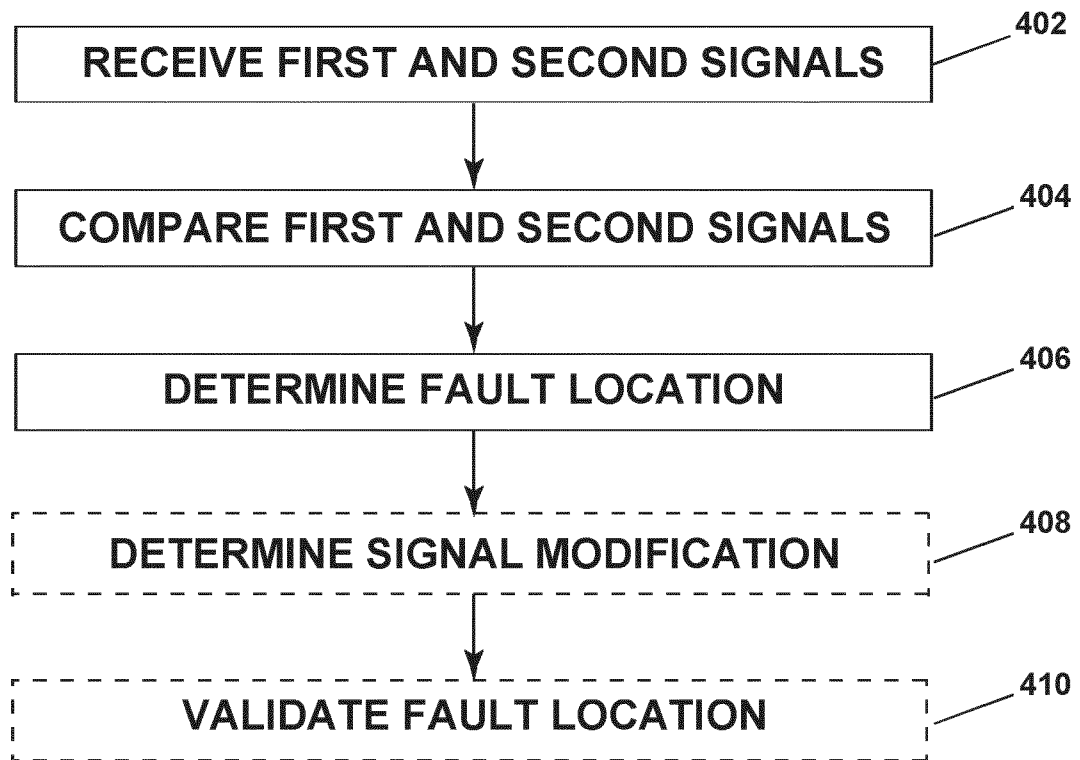 RECEIVE FIRST AND SECOND SIGNALS
402
COMPARE FIRST AND SECOND SIGNALS
404
DETERMINE FAULT LOCATION
406
DETERMINE SIGNAL MODIFICATION
408
VALIDATE FAULT LOCATION
410